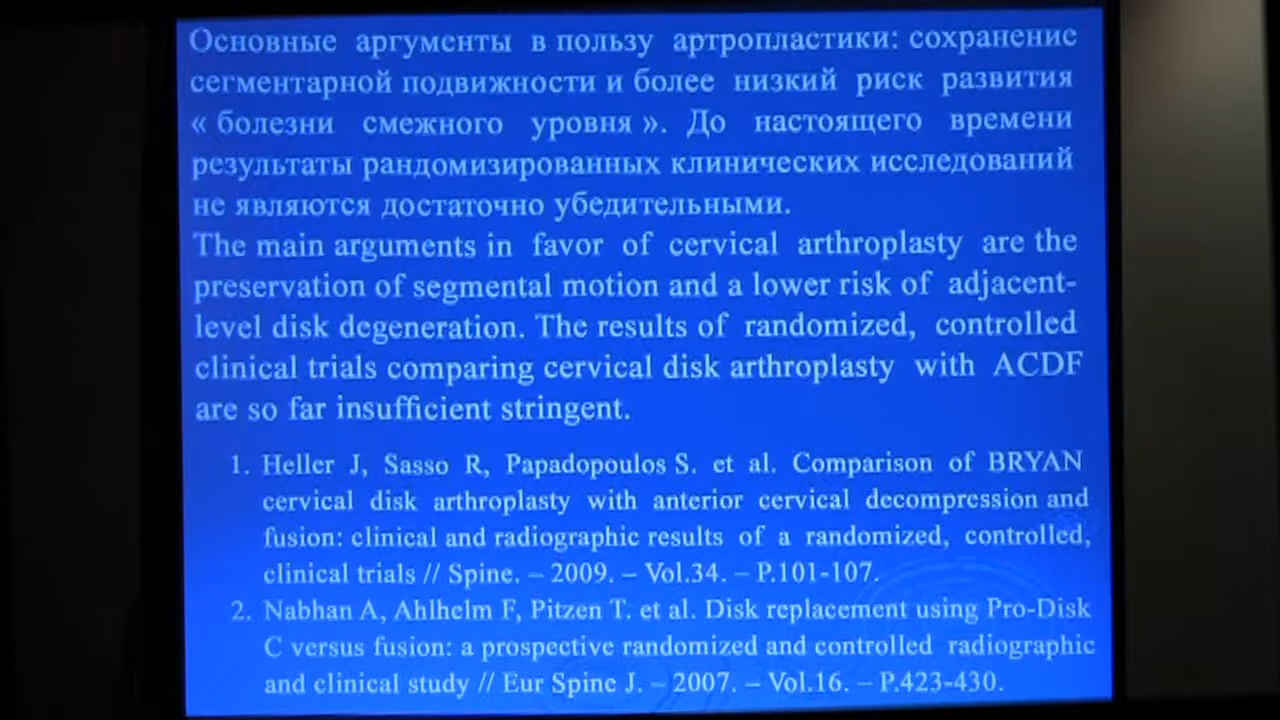 Основные аргументы в пользу артропластики: сохранение
сегментарной подвижности и более низкий риск развития
« болезни смежного уровня ». До настоящего времени
результаты рандомизированных клинических исследований
не являются достаточно убедительными.
The main arguments in favor of cervical arthroplasty are the
preservation of segmental motion and a lower risk of adjacent-
level disk degeneration. The results of randomized, controlled
clinical trials comparing cervical disk arthroplasty with ACDF
are so far insufficient stringent.
1. Heller J, Sasso R, Papadopoulos S. et al. Comparison of BRYAN
cervical disk arthroplasty with anterior cervical decompression and
fusion: clinical and radiographic results of a randomized, controlled,
clinical trials // Spine. – 2009. – Vol.34. – P.101-107.
2. Nabhan A, Ahlhelm F, Pitzen T. et al. Disk replacement using Pro-Disk
C versus fusion: a prospective randomized and controlled radiographic
and clinical study // Eur Spine J. – 2007. – Vol.16. – P.423-430.